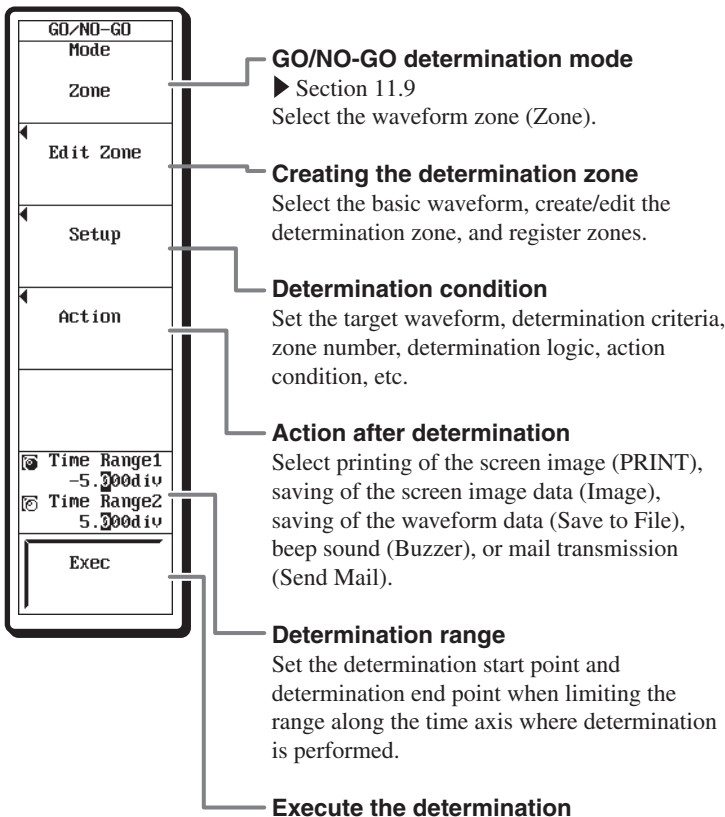 GO/NO-GO
Mode
Zone
Edit Zone
Setup
Action
Time Range1
-5.000div
Time Range2
5.000div
Exec
GO/NO-GO determination mode
▶ Section 11.9
Select the waveform zone (Zone).
Creating the determination zone
Select the basic waveform, create/edit the
determination zone, and register zones.
Determination condition
Set the target waveform, determination criteria,
zone number, determination logic, action
condition, etc.
Action after determination
Select printing of the screen image (PRINT),
saving of the screen image data (Image),
saving of the waveform data (Save to File),
beep sound (Buzzer), or mail transmission
(Send Mail).
Determination range
Set the determination start point and
determination end point when limiting the
range along the time axis where determination
is performed.
Execute the determination